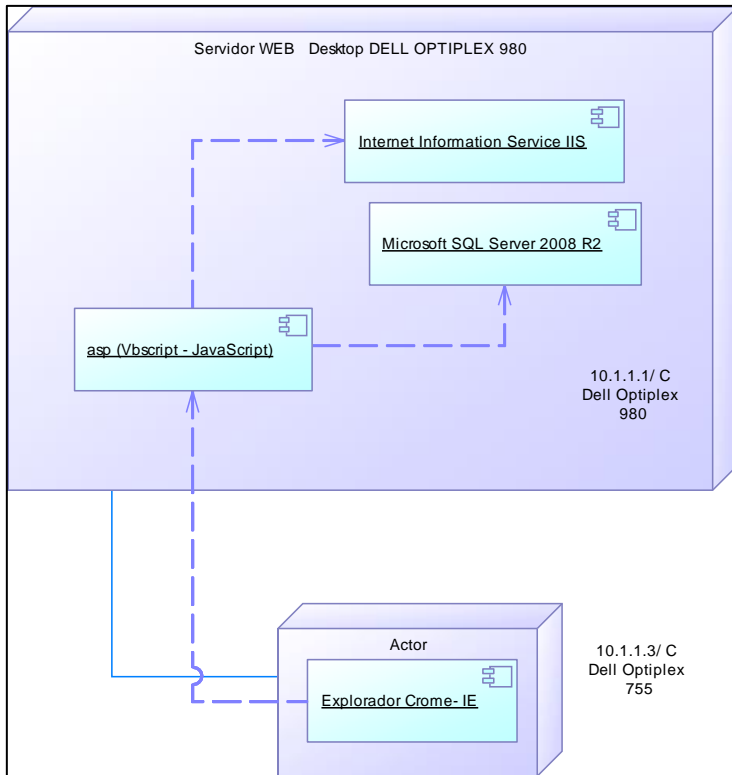 Servidor WEB   Desktop DELL OPTIPLEX 980
Internet Information Service IIS
Microsoft SQL Server 2008 R2
asp (Vbscript - JavaScript)
10.1.1.1/ C
Dell Optiplex
980
Actor
Explorador Crome- IE
10.1.1.3/ C
Dell Optiplex
755